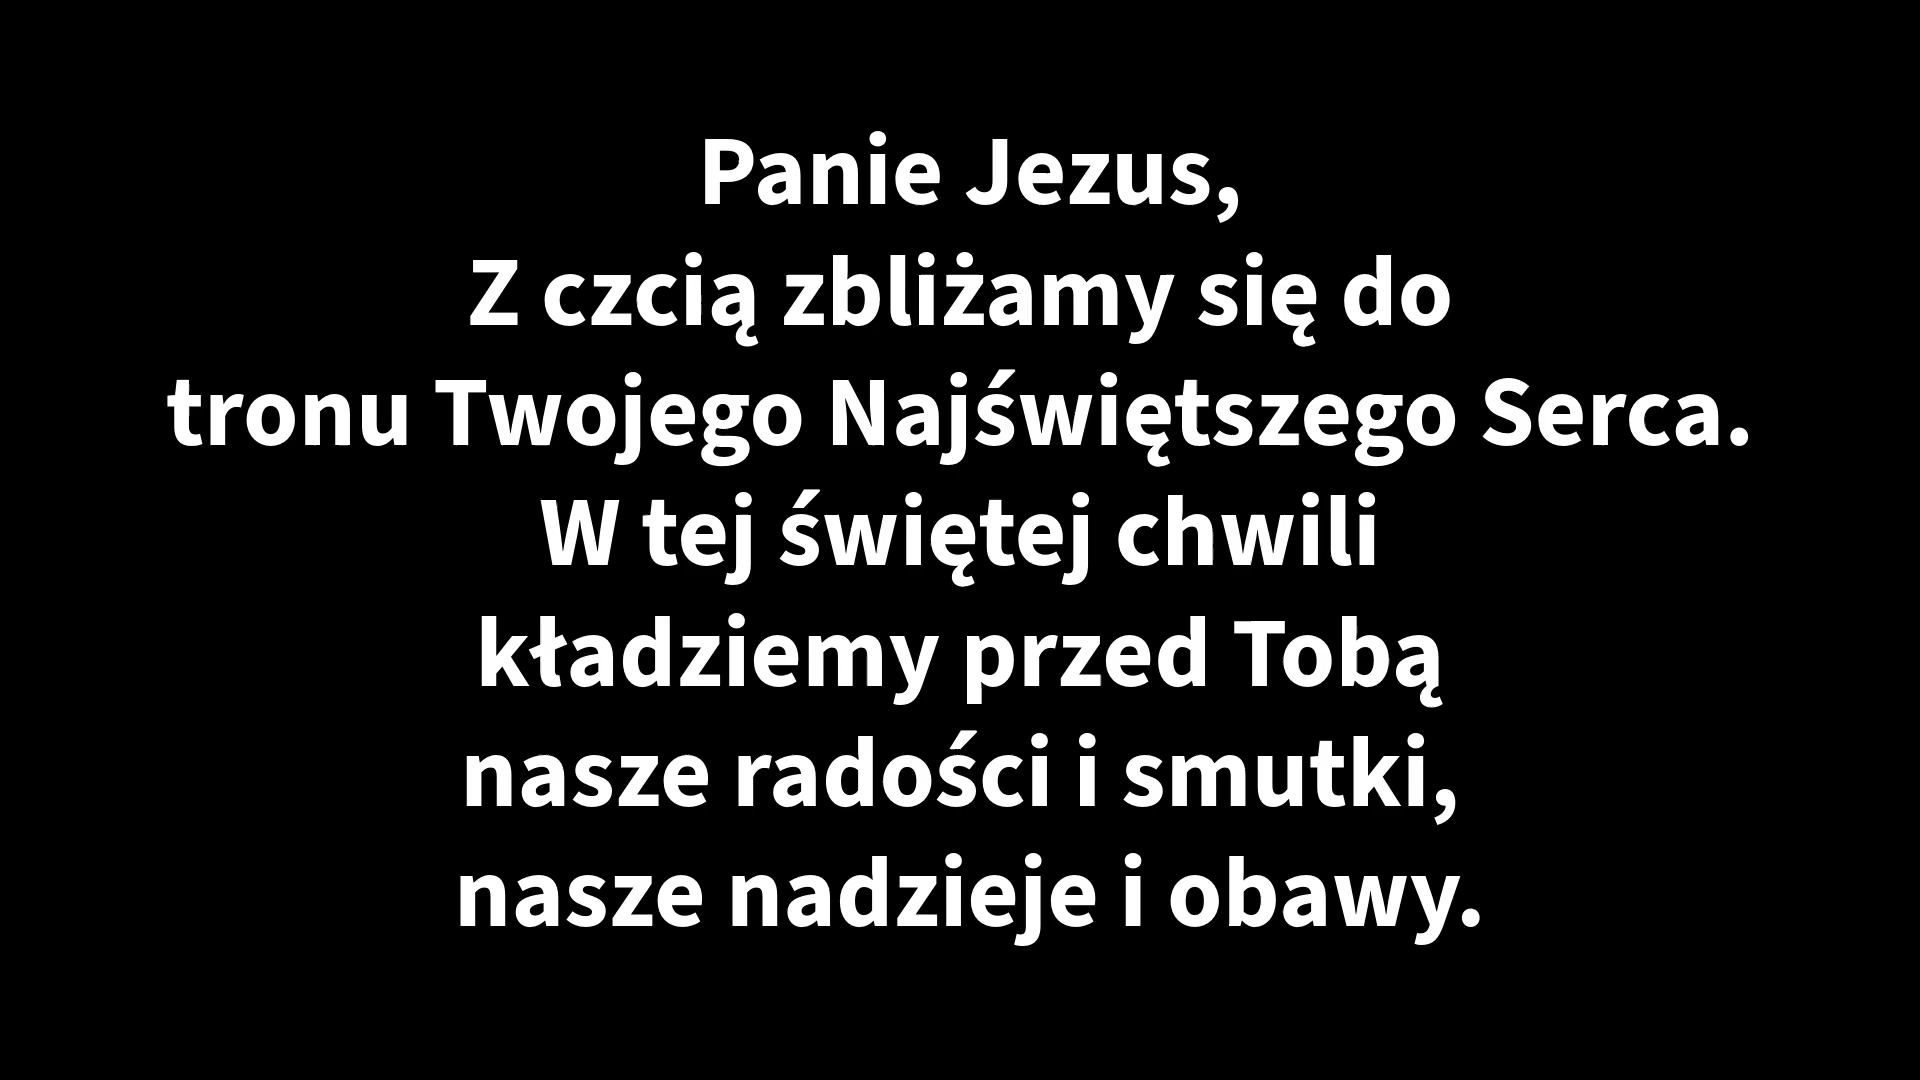 Panie Jezus,
Z czcią zbliżamy się do
tronu Twojego Najświętszego Serca.
W tej świętej chwili
kładziemy przed Tobą
nasze radości i smutki,
nasze nadzieje i obawy.